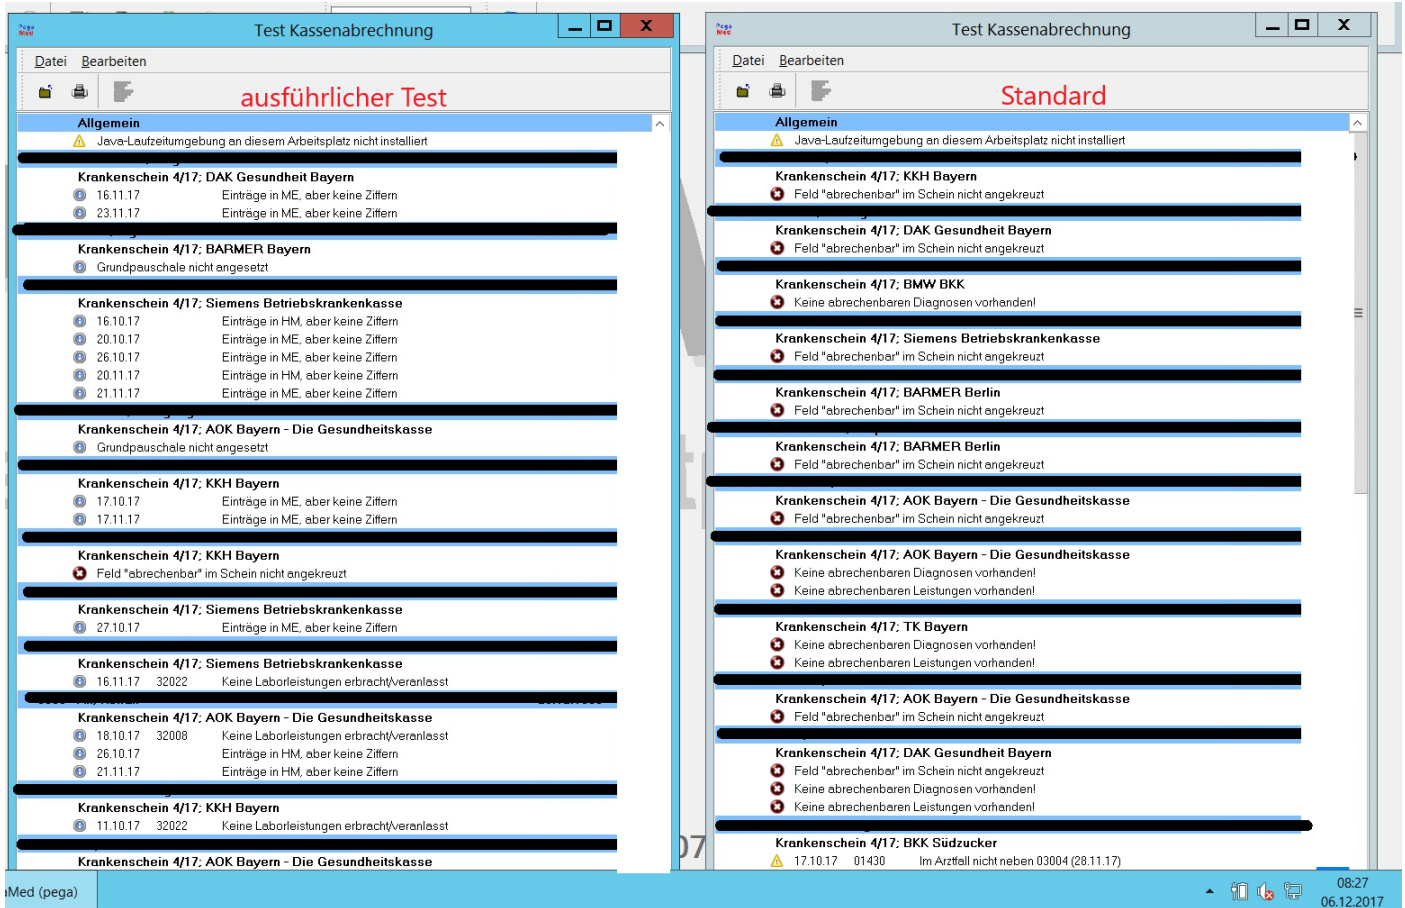 Test Kassenabrechnung
Datei Bearbeiten
ausführlicher Test
Allgemein
Java-Laufzeitumgebung an diesem Arbeitsplatz nicht installiert
Krankenschein 4/17; DAK Gesundheit Bayern
16.11.17 Einträge in ME, aber keine Ziffern
23.11.17 Einträge in ME, aber keine Ziffern
Krankenschein 4/17; BARMER Bayern
Grundpauschale nicht angesetzt
Krankenschein 4/17; Siemens Betriebskrankenkasse
16.10.17 Einträge in HM, aber keine Ziffern
20.10.17 Einträge in ME, aber keine Ziffern
26.10.17 Einträge in ME, aber keine Ziffern
20.11.17 Einträge in HM, aber keine Ziffern
21.11.17 Einträge in ME, aber keine Ziffern
Krankenschein 4/17; AOK Bayern - Die Gesundheitskasse
Grundpauschale nicht angesetzt
Krankenschein 4/17; KKH Bayern
17.10.17 Einträge in ME, aber keine Ziffern
17.11.17 Einträge in ME, aber keine Ziffern
Krankenschein 4/17; KKH Bayern
Feld "abrechenbar" im Schein nicht angekreuzt
Krankenschein 4/17; Siemens Betriebskrankenkasse
27.10.17 Einträge in ME, aber keine Ziffern
Krankenschein 4/17; Siemens Betriebskrankenkasse
16.11.17 32022 Keine Laborleistungen erbracht/veranlasst
Krankenschein 4/17; AOK Bayern - Die Gesundheitskasse
18.10.17 32008 Keine Laborleistungen erbracht/veranlasst
26.10.17 Einträge in HM, aber keine Ziffern
21.11.17 Einträge in HM, aber keine Ziffern
Krankenschein 4/17; KKH Bayern
11.10.17 32022 Keine Laborleistungen erbracht/veranlasst
Krankenschein 4/17; AOK Bayern - Die Gesundheitskasse
Test Kassenabrechnung
Datei Bearbeiten
Standard
Allgemein
Java-Laufzeitumgebung an diesem Arbeitsplatz nicht installiert
Krankenschein 4/17; KKH Bayern
Feld "abrechenbar" im Schein nicht angekreuzt
Krankenschein 4/17; DAK Gesundheit Bayern
Feld "abrechenbar" im Schein nicht angekreuzt
Krankenschein 4/17; BMW BKK
Keine abrechenbaren Diagnosen vorhanden!
Krankenschein 4/17; Siemens Betriebskrankenkasse
Feld "abrechenbar" im Schein nicht angekreuzt
Krankenschein 4/17; BARMER Berlin
Feld "abrechenbar" im Schein nicht angekreuzt
Krankenschein 4/17; BARMER Berlin
Feld "abrechenbar" im Schein nicht angekreuzt
Krankenschein 4/17; AOK Bayern - Die Gesundheitskasse
Feld "abrechenbar" im Schein nicht angekreuzt
Krankenschein 4/17; AOK Bayern - Die Gesundheitskasse
Keine abrechenbaren Diagnosen vorhanden!
Keine abrechenbaren Leistungen vorhanden!
Krankenschein 4/17; TK Bayern
Keine abrechenbaren Diagnosen vorhanden!
Keine abrechenbaren Leistungen vorhanden!
Krankenschein 4/17; AOK Bayern - Die Gesundheitskasse
Feld "abrechenbar" im Schein nicht angekreuzt
Krankenschein 4/17; DAK Gesundheit Bayern
Feld "abrechenbar" im Schein nicht angekreuzt
Keine abrechenbaren Diagnosen vorhanden!
Keine abrechenbaren Leistungen vorhanden!
Krankenschein 4/17; BKK Südzucker
17.10.17 01430 Im Arztfall nicht neben 03004 (28.11.17)
07
aMed (pega)
08:27
06.12.2017